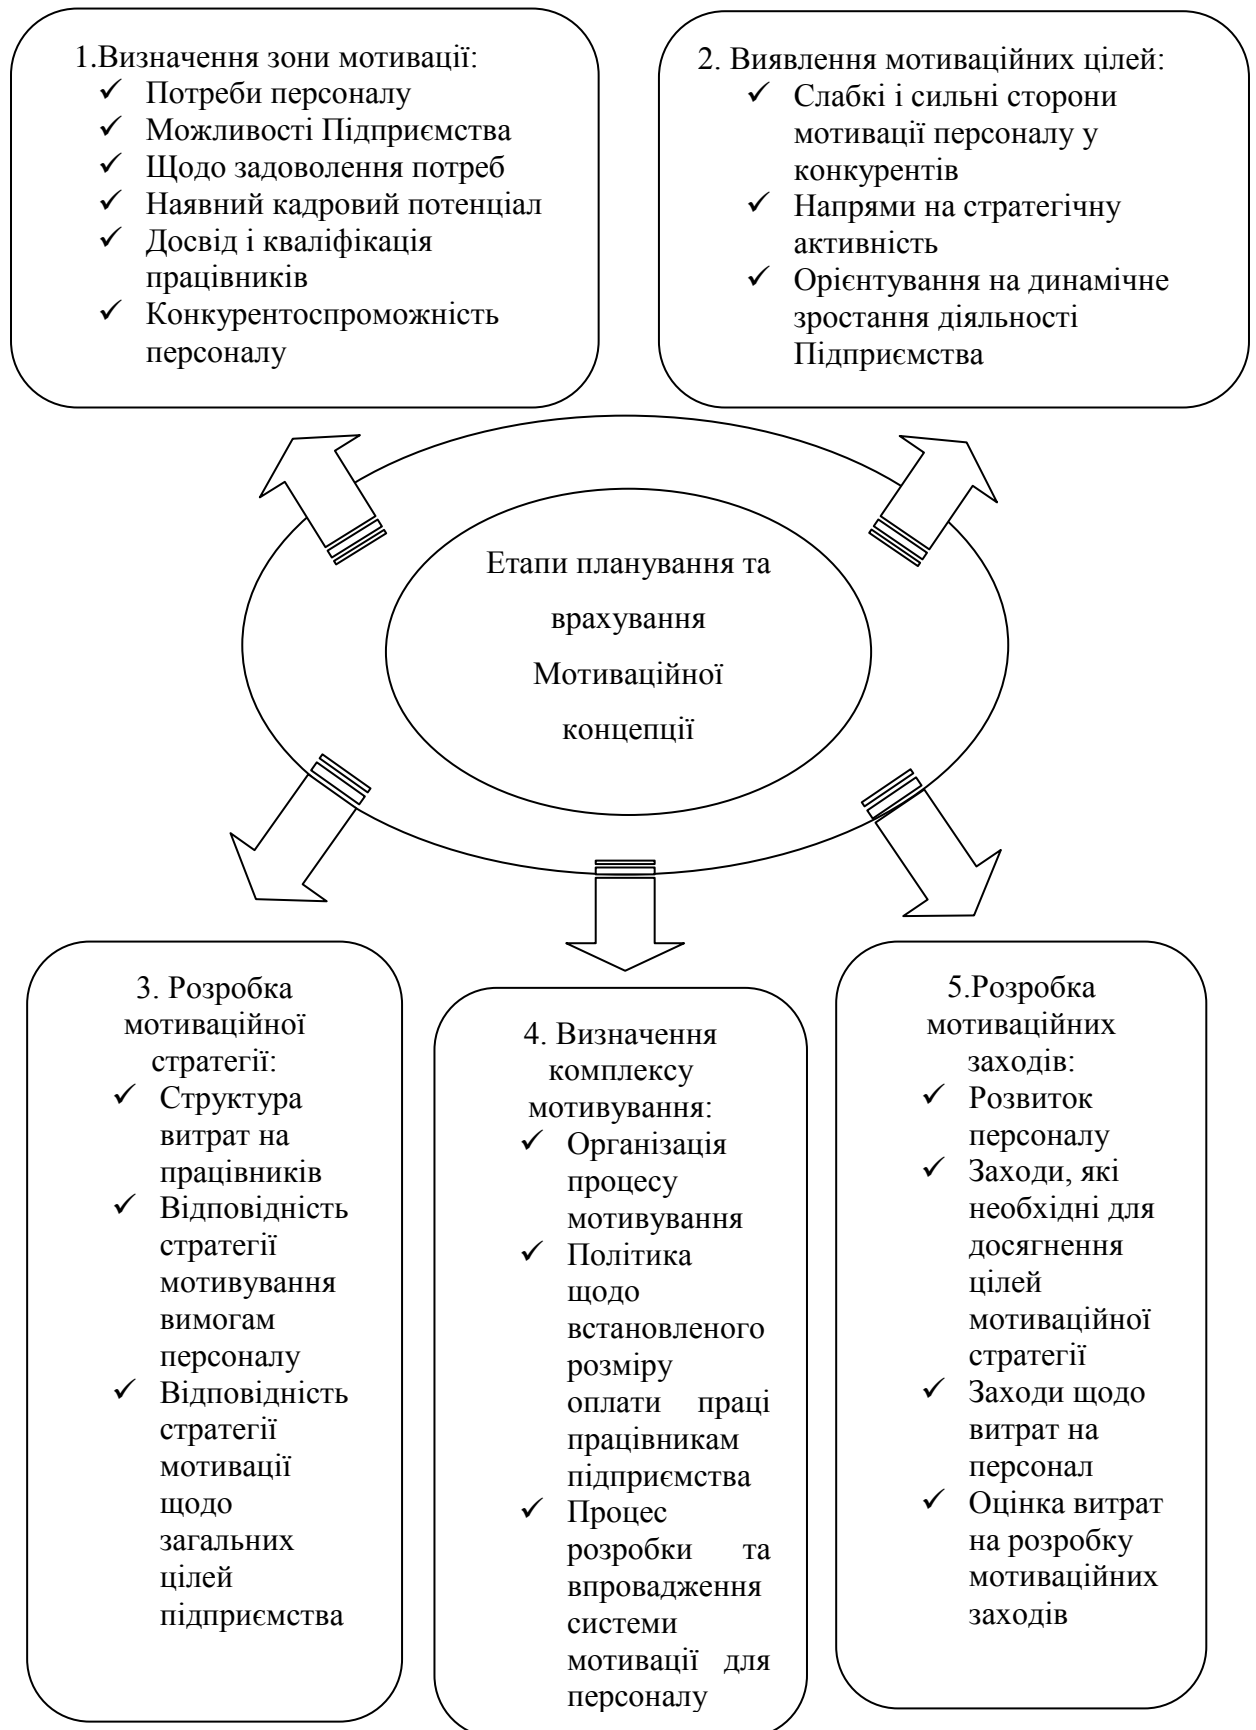 1.Визначення зони мотивації:
✓ Потреби персоналу
✓ Можливості Підприємства
✓ Щодо задоволення потреб
✓ Наявний кадровий потенціал
✓ Досвід і кваліфікація
працівників
✓ Конкурентоспроможність
персоналу
2. Виявлення мотиваційних цілей:
✓ Слабкі і сильні сторони
мотивації персоналу у
конкурентів
✓ Напрями на стратегічну
активність
✓ Орієнтування на динамічне
зростання діяльності
Підприємства
Етапи планування та
врахування
Мотиваційної
концепції
3. Розробка
мотиваційної
стратегії:
✓ Структура
витрат на
працівників
✓ Відповідність
стратегії
мотивування
вимогам
персоналу
✓ Відповідність
стратегії
мотивації
щодо
загальних
цілей
підприємства
4. Визначення
комплексу
мотивування:
✓ Організація
процесу
мотивування
✓ Політика
щодо
встановленого
розміру
оплати праці
працівникам
підприємства
✓ Процес
розробки та
впровадження
системи
мотивації для
персоналу
5.Розробка
мотиваційних
заходів:
✓ Розвиток
персоналу
✓ Заходи, які
необхідні для
досягнення
цілей
мотиваційної
стратегії
✓ Заходи щодо
витрат на
персонал
✓ Оцінка витрат
на розробку
мотиваційних
заходів